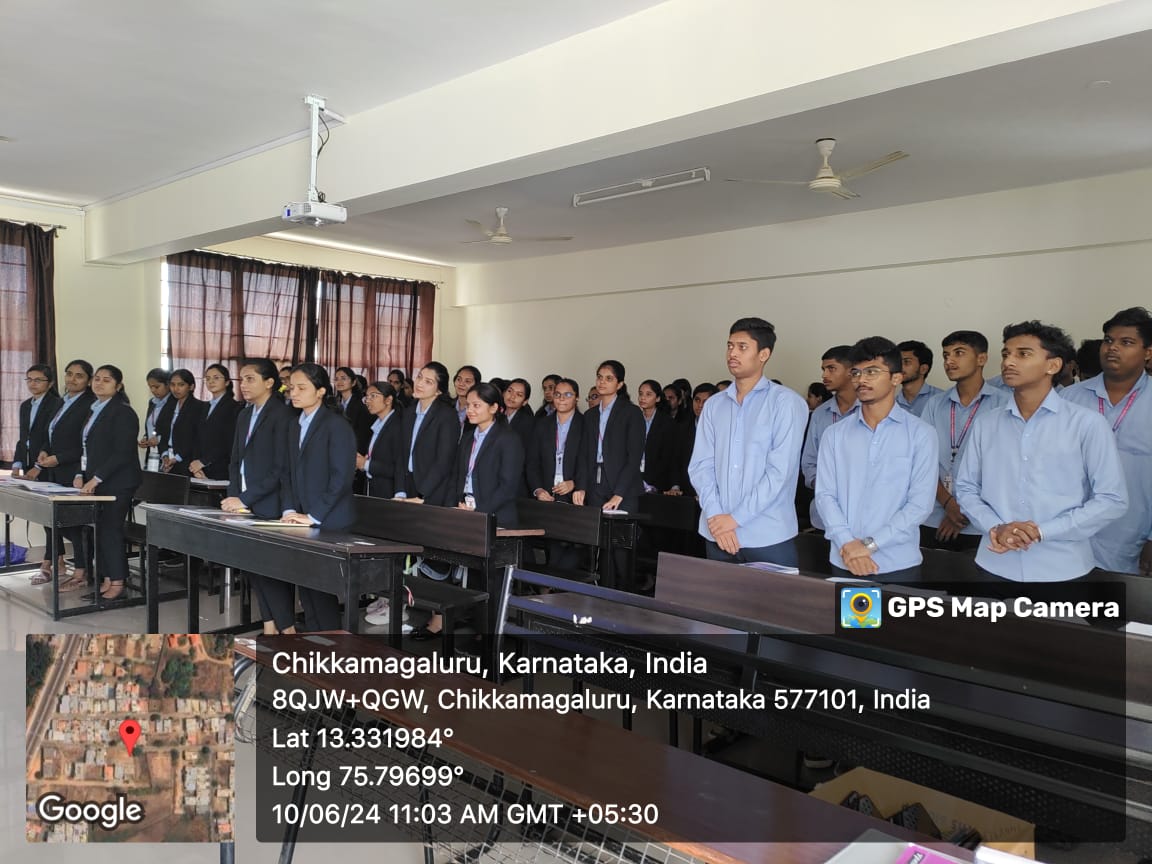 GPS Map Camera
Chikkamagaluru, Karnataka, India
8QJW+QGW, Chikkamagaluru, Karnataka 577101, India
Lat 13.331984°
Long 75.79699°
10/06/24 11:03 AM GMT +05:30
Google